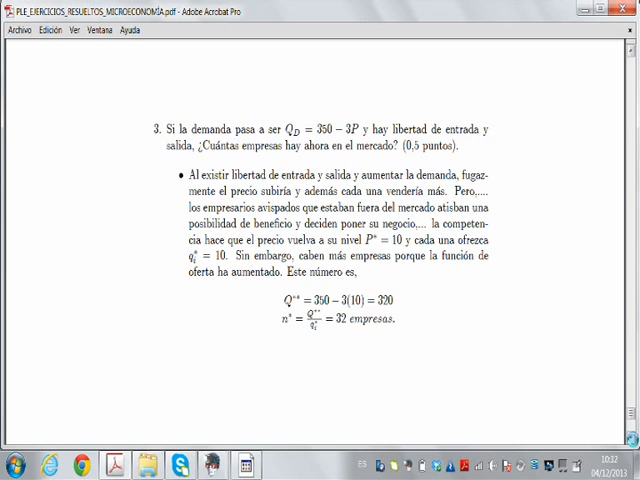 PLE_EJERCICIOS_RESUELTOS_MICROECONOMÍA.pdf - Adobe Acrobat Pro
Archivo Edición Ver Ventana Ayuda
3. Si la demanda pasa a ser Q_D = 350 − 3P y hay libertad de entrada y
salida, ¿Cuántas empresas hay ahora en el mercado? (0,5 puntos).
• Al existir libertad de entrada y salida y aumentar la demanda, fugaz-
mente el precio subiría y además cada una vendería más. Pero,....
los empresarios avispados que estaban fuera del mercado atisban una
posibilidad de beneficio y deciden poner su negocio,... la competen-
cia hace que el precio vuelva a su nivel P* = 10 y cada una ofrezca
q_i* = 10. Sin embargo, caben más empresas porque la función de
oferta ha aumentado. Este número es,
Q** = 350 − 3(10) = 320
n* = Q**/q_i* = 32 empresas.
ES
10:32
04/12/2013